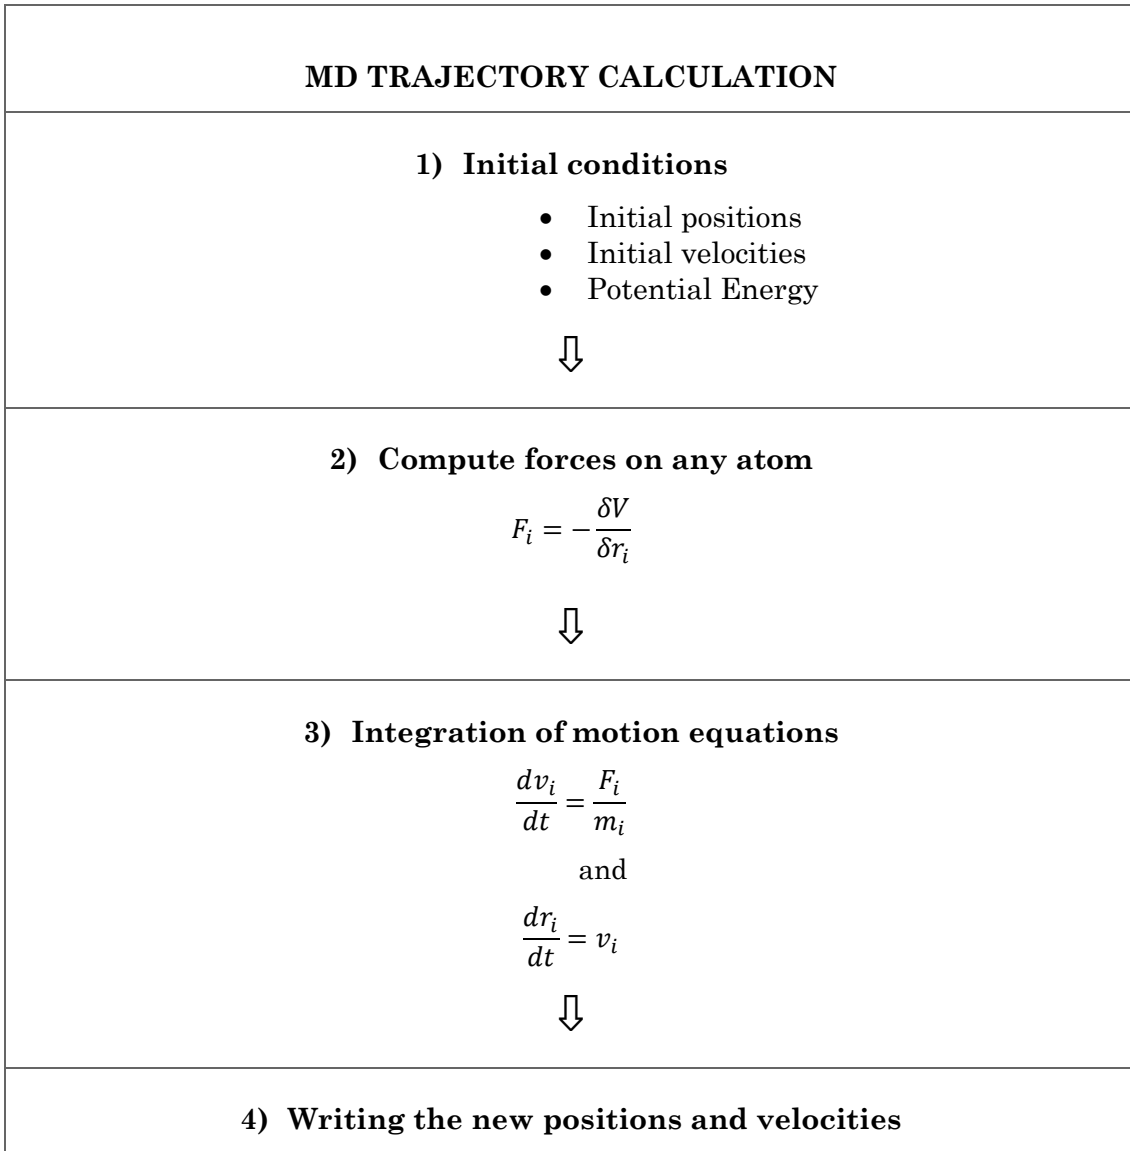 MD TRAJECTORY CALCULATION
1) Initial conditions
• Initial positions
• Initial velocities
• Potential Energy
⇩
2) Compute forces on any atom
F_i = − δV / δr_i
⇩
3) Integration of motion equations
dv_i / dt = F_i / m_i
and
dr_i / dt = v_i
⇩
4) Writing the new positions and velocities